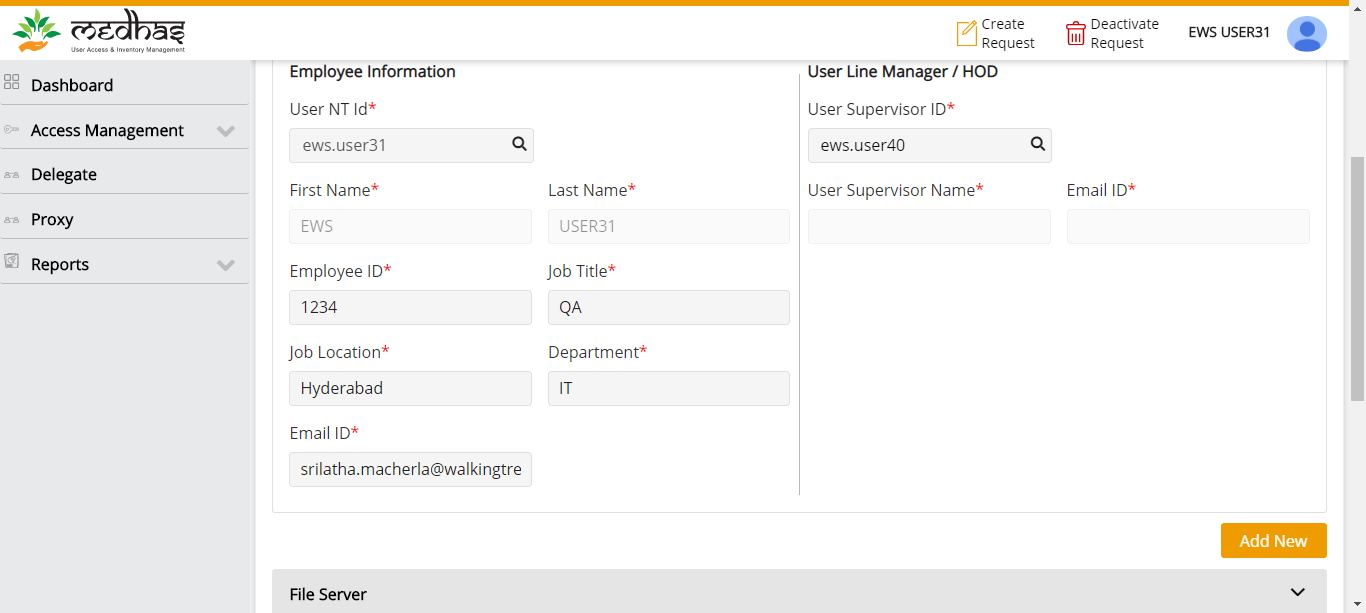 medhas
User Access & Inventory Management
Create
Request
Deactivate
Request
EWS USER31
Dashboard
Access Management
Delegate
Proxy
Reports
Employee Information
User NT Id*
ews.user31
First Name*
Last Name*
EWS
USER31
Employee ID*
Job Title*
1234
QA
Job Location*
Department*
Hyderabad
IT
Email ID*
srilatha.macherla@walkingtre
User Line Manager / HOD
User Supervisor ID*
ews.user40
User Supervisor Name*
Email ID*
Add New
File Server